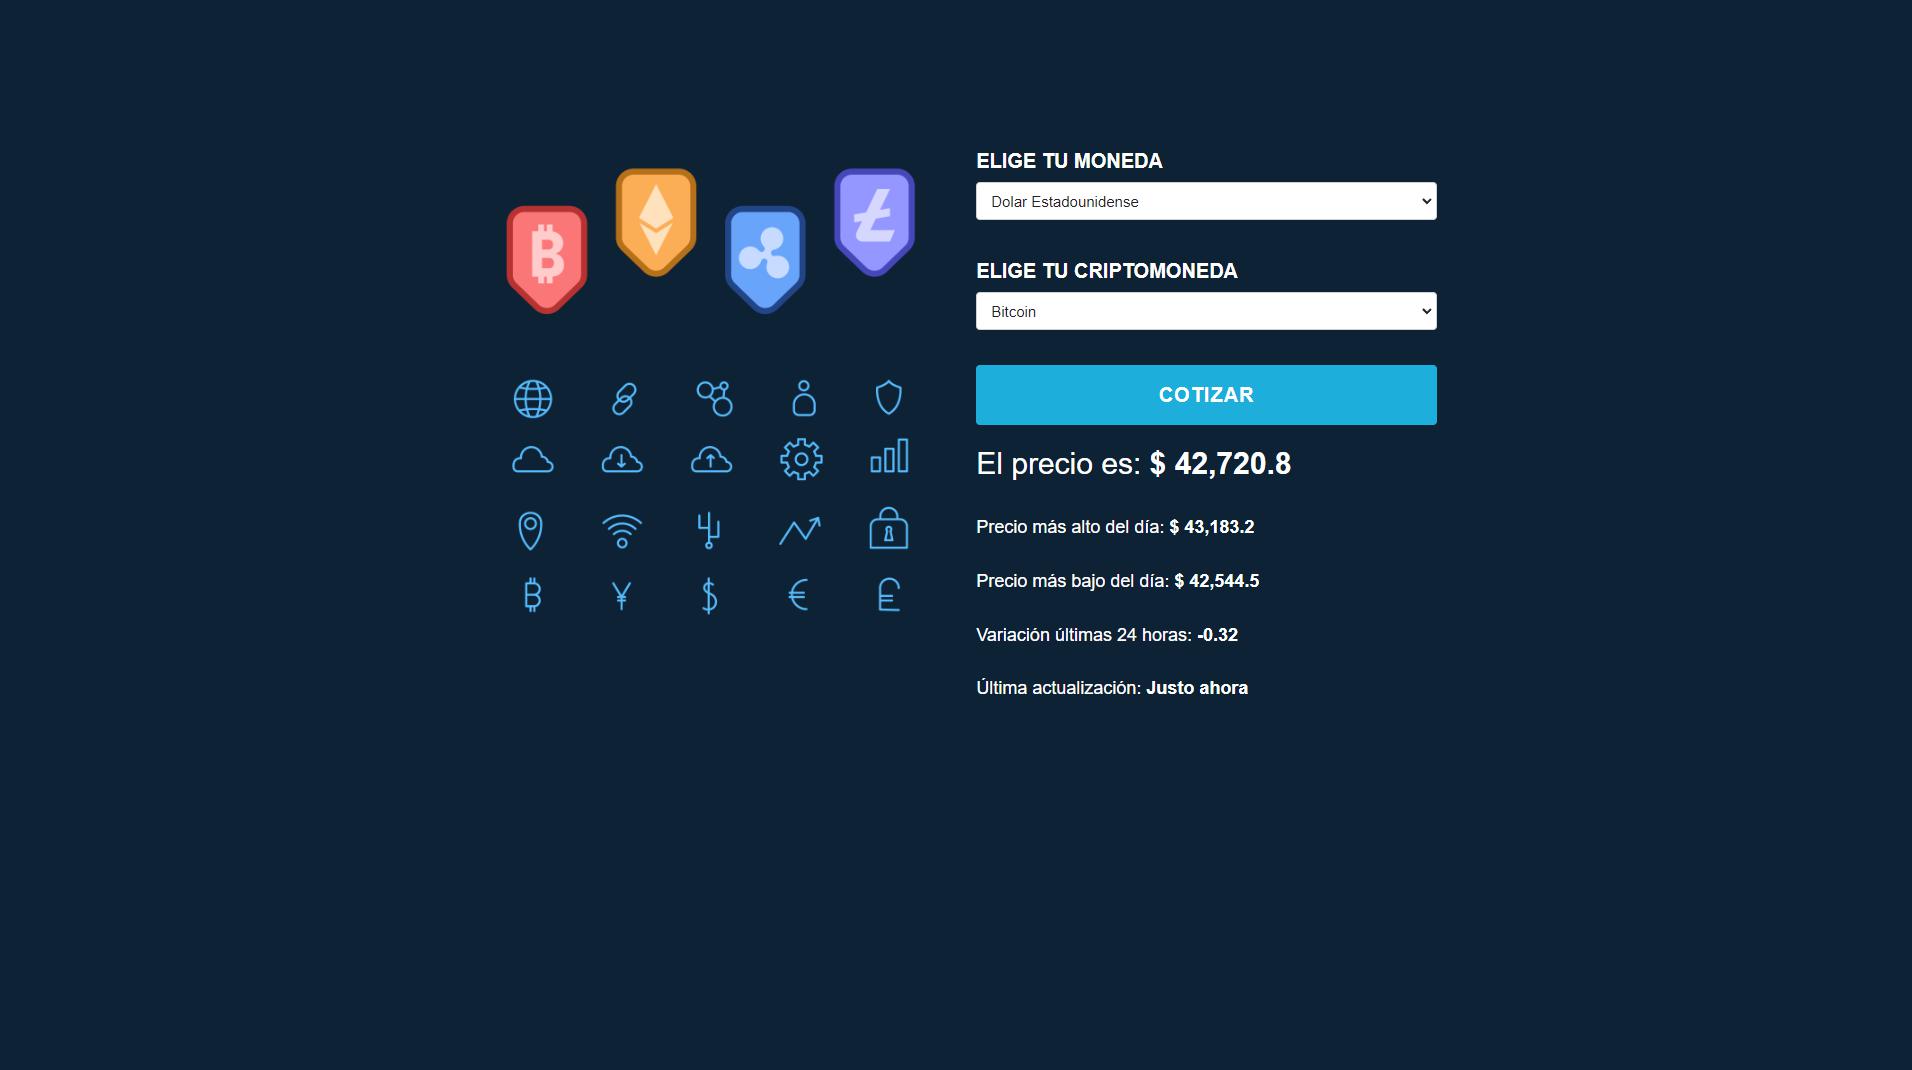 ELIGE TU MONEDA
Dolar Estadounidense
ELIGE TU CRIPTOMONEDA
Bitcoin
COTIZAR
El precio es: $ 42,720.8
Precio más alto del día: $ 43,183.2
Precio más bajo del día: $ 42,544.5
Variación últimas 24 horas: -0.32
Última actualización: Justo ahora